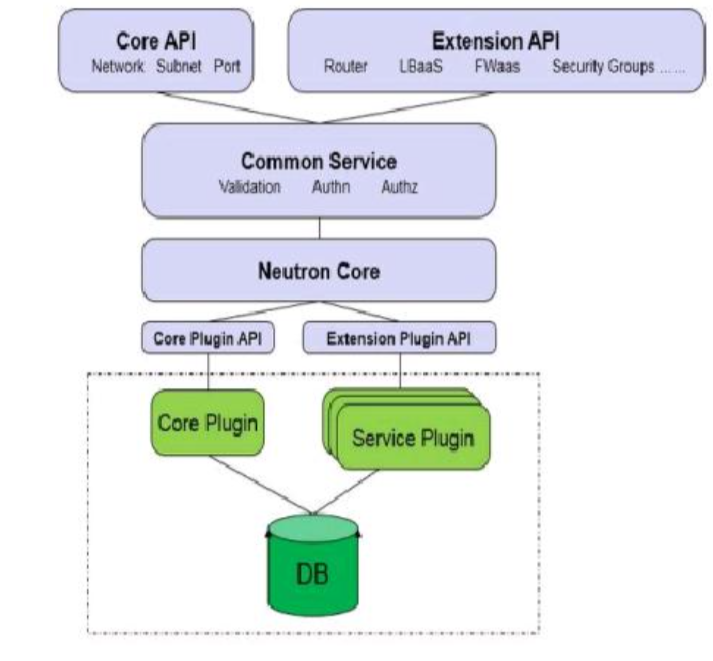 Core API
Network Subnet Port
Extension API
Router LBaaS FWaas Security Groups ... ...
Common Service
Validation Authn Authz
Neutron Core
Core Plugin API
Extension Plugin API
Core Plugin
Service Plugin
DB